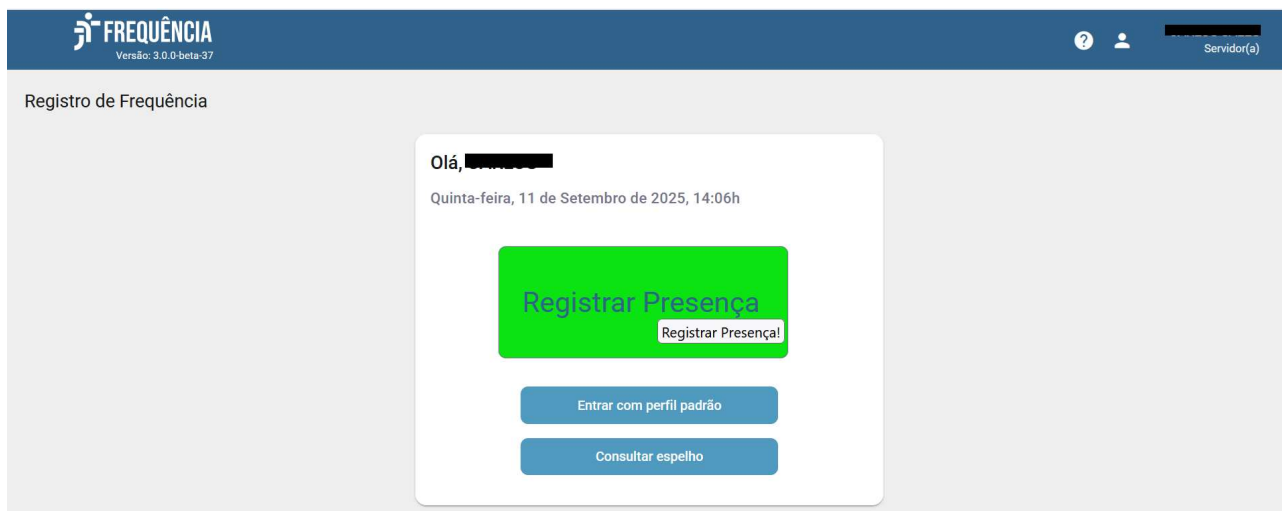 FREQUÊNCIA
Versão: 3.0.0-beta-37
Servidor(a)
Registro de Frequência
Olá,
Quinta-feira, 11 de Setembro de 2025, 14:06h
Registrar Presença
Registrar Presença!
Entrar com perfil padrão
Consultar espelho